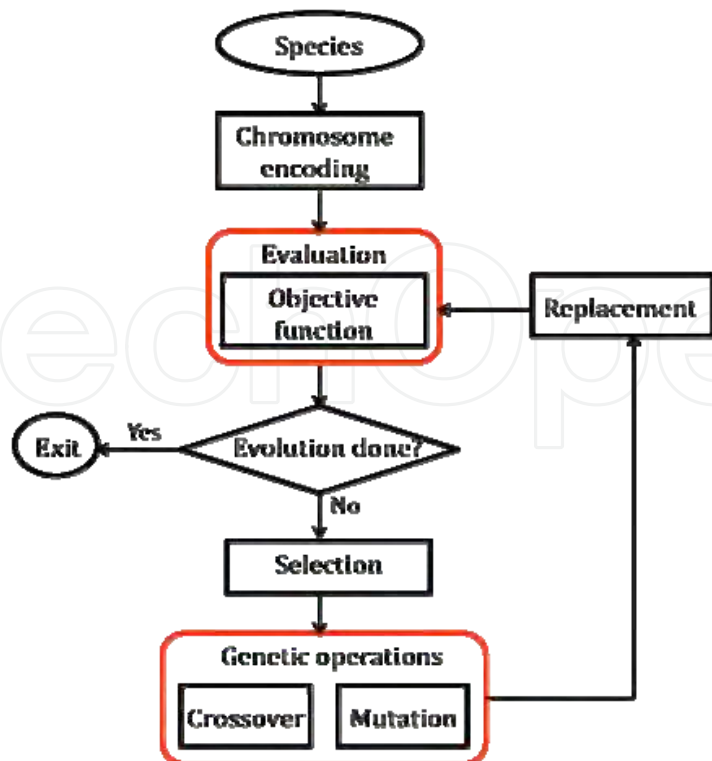 Species
Chromosome
encoding
Evaluation
Objective
function
Replacement
Exit
Yes
Evolution done?
No
Selection
Genetic operations
Crossover
Mutation